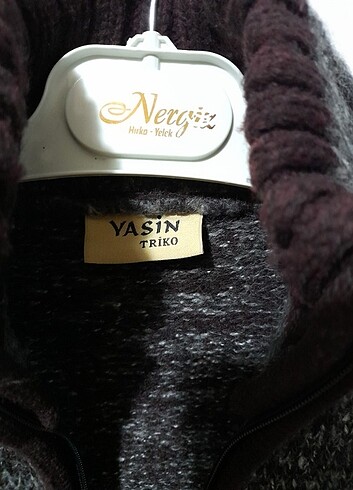 Nergiz
Hırka - Yelek
YASİN
TRİKO